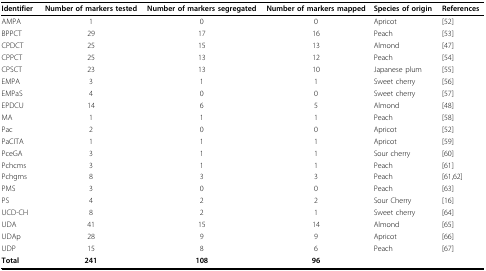 Identifier Number of markers tested Number of markers segregated Number of markers mapped Species of origin References
AMPA 1 0 0 Apricot [52]
BPPCT 29 17 16 Peach [53]
CPDCT 25 15 13 Almond [47]
CPPCT 25 13 12 Peach [54]
CPSCT 23 13 10 Japanese plum [55]
EMPA 3 1 1 Sweet cherry [56]
EMPaS 4 0 0 Sweet cherry [57]
EPDCU 14 6 5 Almond [48]
MA 1 1 1 Peach [58]
Pac 2 0 0 Apricot [52]
PaCITA 1 1 1 Apricot [59]
PceGA 3 1 1 Sour cherry [60]
Pchcms 3 1 1 Peach [61]
Pchgms 8 3 3 Peach [61,62]
PMS 3 0 0 Peach [63]
PS 4 2 2 Sour Cherry [16]
UCD-CH 8 2 1 Sweet cherry [64]
UDA 41 15 14 Almond [65]
UDAp 28 9 9 Apricot [66]
UDP 15 8 6 Peach [67]
Total 241 108 96